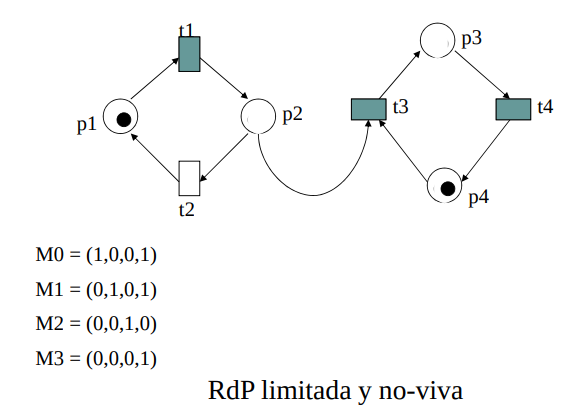 t1
p3
p1
p2
t3
t4
t2
p4
M0 = (1,0,0,1)
M1 = (0,1,0,1)
M2 = (0,0,1,0)
M3 = (0,0,0,1)
RdP limitada y no-viva